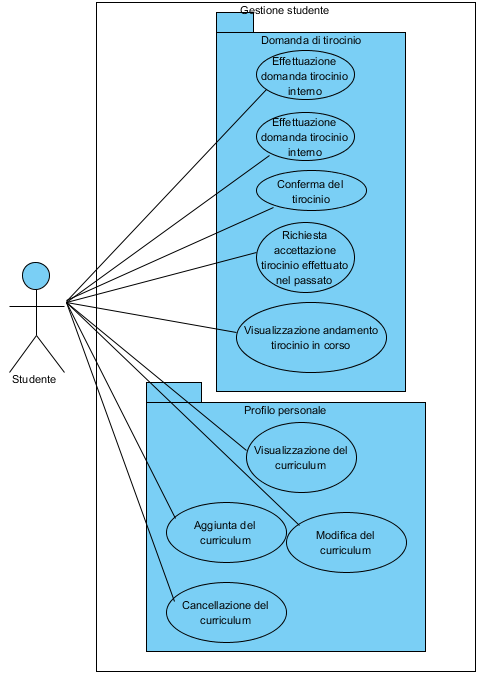 Gestione studente
Domanda di tirocinio
Effettuazione
domanda tirocinio
interno
Effettuazione
domanda tirocinio
interno
Conferma del
tirocinio
Richiesta
accettazione
tirocinio effettuato
nel passato
Visualizzazione andamento
tirocinio in corso
Studente
Profilo personale
Visualizzazione del
curriculum
Aggiunta del
curriculum
Modifica del
curriculum
Cancellazione del
curriculum